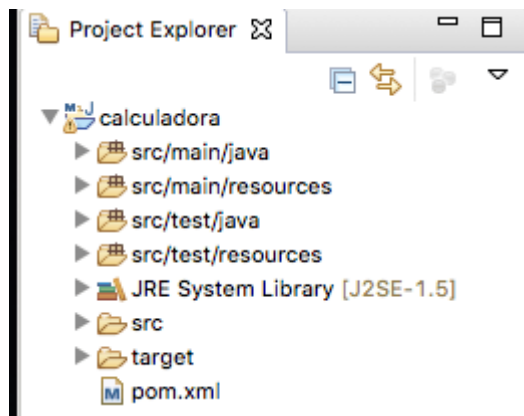 Project Explorer
calculadora
src/main/java
src/main/resources
src/test/java
src/test/resources
JRE System Library [J2SE-1.5]
src
target
pom.xml